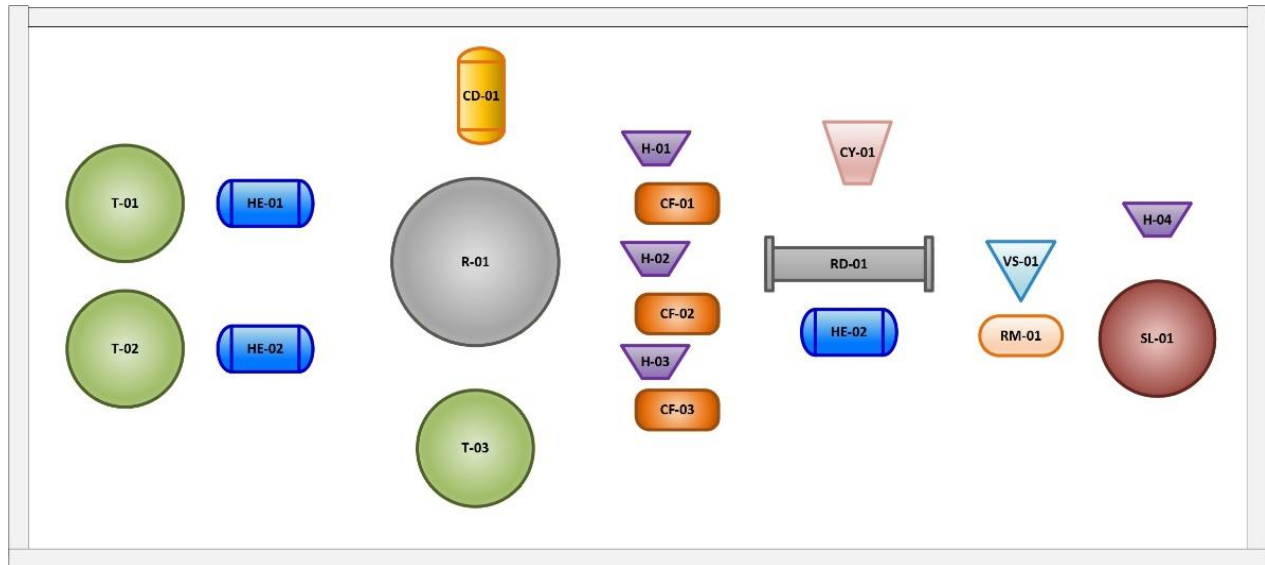 CD-01
H-01
CY-01
T-01
HE-01
CF-01
H-04
R-01
H-02
RD-01
VS-01
CF-02
HE-02
RM-01
SL-01
T-02
HE-02
H-03
CF-03
T-03